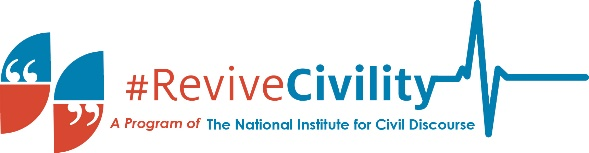 #ReviveCivility
A Program of The National Institute for Civil Discourse